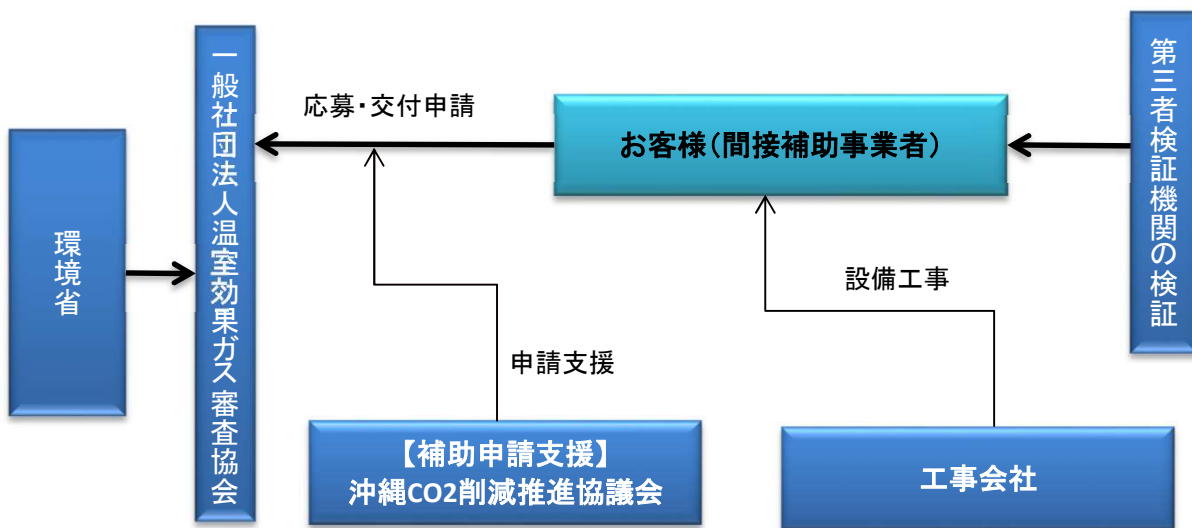 環境省
一般社団法人温室効果ガス審査協会
応募・交付申請
お客様(間接補助事業者)
第三者検証機関の検証
設備工事
申請支援
【補助申請支援】
沖縄CO2削減推進協議会
工事会社